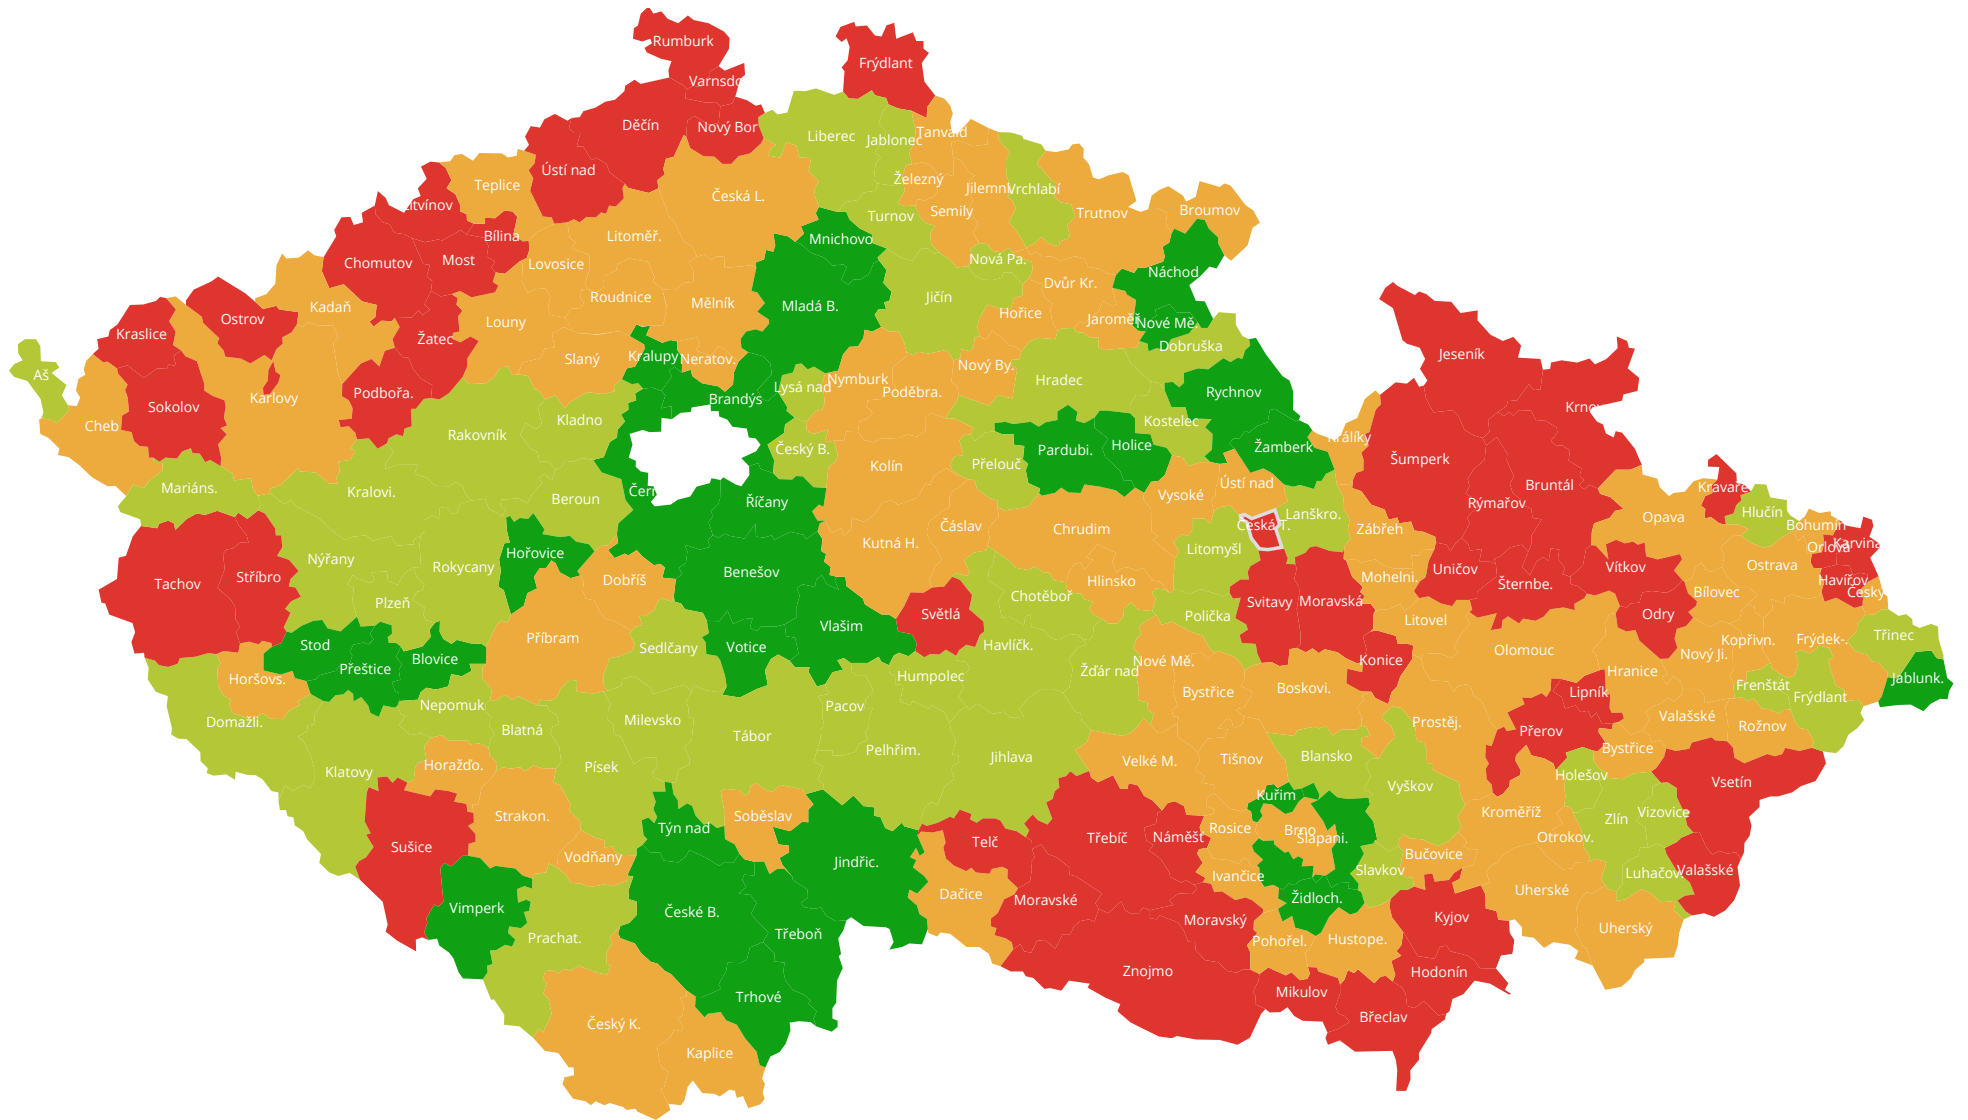 Rumburk
Frýdlant
Varnsdo
Děčín
Nový Bor
Liberec
Jablonec
Tanvald
Ústí nad
Teplice
Železný
Jilemni
Vrchlabí
Česká L.
Litvínov
Turnov
Semily
Trutnov
Broumov
Bílina
Litoměř.
Mnichovo
Chomutov
Most
Lovosice
Nová Pa.
Náchod
Dvůr Kr.
Kadaň
Roudnice
Mělník
Mladá B.
Jičín
Hořice
Jaroměř
Nové Mě.
Ostrov
Louny
Kraslice
Žatec
Slaný
Kralupy
Neratov.
Dobruška
Jeseník
Aš
Nový By.
Nymburk
Hradec
Lysá nad
Poděbra.
Rychnov
Podbořa.
Karlovy
Brandýs
Sokolov
Krnov
Cheb
Kladno
Kostelec
Rakovník
Králíky
Český B.
Pardubi.
Holice
Žamberk
Šumperk
Kolín
Přelouč
Mariáns.
Kralovi.
Beroun
Čern
Říčany
Vysoké
Ústí nad
Bruntál
Rýmařov
Kravaře
Hlučín
Lanškro.
Opava
Česká T.
Čáslav
Chrudim
Zábřeh
Bohumín
Kutná H.
Litomyšl
Orlová
Karviná
Hořovice
Nýřany
Rokycany
Ostrava
Tachov
Stříbro
Benešov
Dobříš
Hlinsko
Mohelni.
Uničov
Vítkov
Šternbe.
Havířov
Český
Bílovec
Plzeň
Chotěboř
Svitavy
Moravská
Světlá
Polička
Litovel
Odry
Vlašim
Příbram
Třinec
Stod
Sedlčany
Votice
Havlíčk.
Kopřivn.
Frýdek-.
Olomouc
Nový Ji.
Blovice
Přeštice
Konice
Nové Mě.
Žďár nad
Hranice
Horšovs.
Humpolec
Jablunk.
Frenštát
Frýdlant
Boskovi.
Bystřice
Lipník
Nepomuk
Pacov
Valašské
Domažli.
Milevsko
Prostěj.
Rožnov
Blatná
Přerov
Tábor
Pelhřim.
Bystřice
Jihlava
Blansko
Tišnov
Velké M.
Horažďo.
Písek
Klatovy
Holešov
Vsetín
Vyškov
Kuřim
Strakon.
Soběslav
Kroměříž
Vizovice
Zlín
Týn nad
Rosice
Brno
Šlapani.
Třebíč
Náměšť
Otrokov.
Telč
Sušice
Vodňany
Jindřic.
Bučovice
Slavkov
Luhačov.
Valašské
Ivančice
Uherské
Dačice
Moravské
Židloch.
Vimperk
České B.
Moravský
Kyjov
Uherský
Třeboň
Prachat.
Pohořel.
Hustope.
Znojmo
Hodonín
Mikulov
Trhové
Břeclav
Český K.
Kaplice